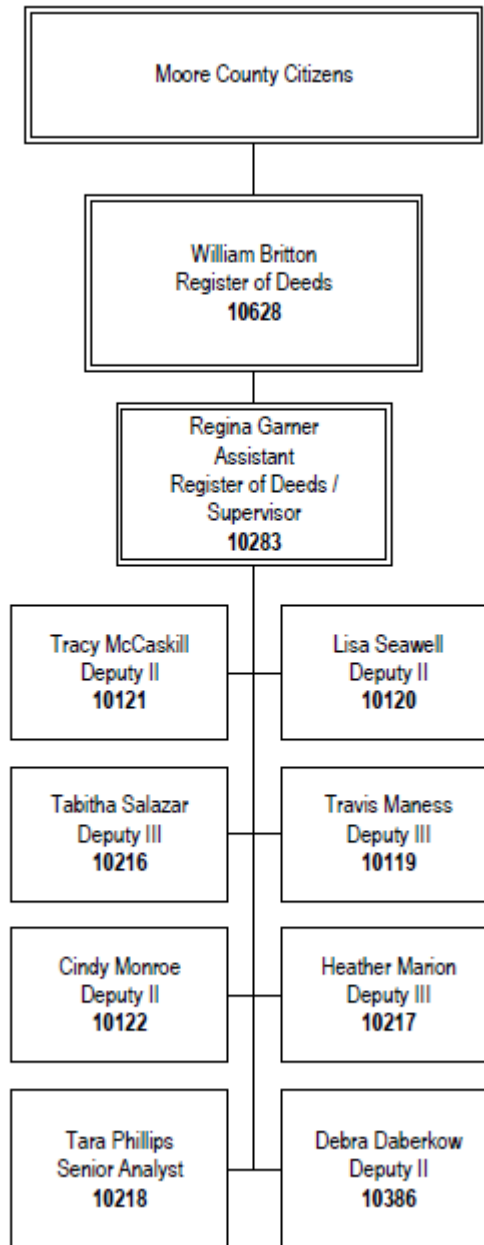 Moore County Citizens
William Britton
Register of Deeds
10628
Regina Garner
Assistant
Register of Deeds /
Supervisor
10283
Tracy McCaskill
Deputy II
10121
Lisa Seawell
Deputy II
10120
Tabitha Salazar
Deputy III
10216
Travis Maness
Deputy III
10119
Cindy Monroe
Deputy II
10122
Heather Marion
Deputy III
10217
Tara Phillips
Senior Analyst
10218
Debra Daberkow
Deputy II
10386